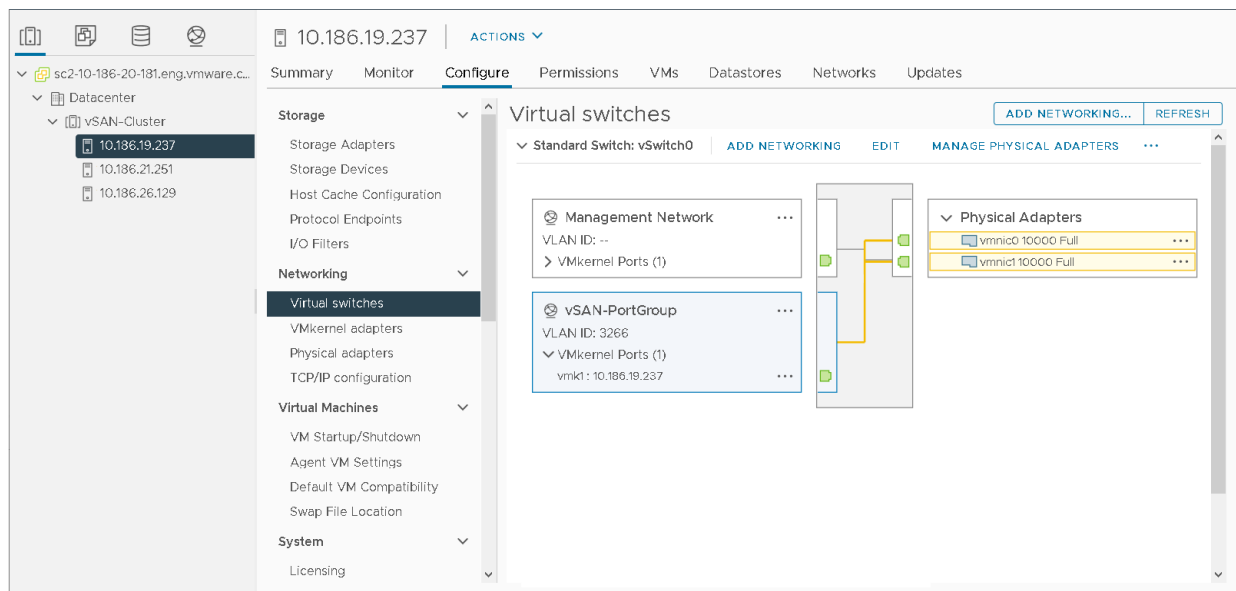 10.186.19.237
ACTIONS
sc2-10-186-20-181.eng.vmware.c...
Datacenter
vSAN-Cluster
10.186.19.237
10.186.21.251
10.186.26.129
Summary Monitor Configure Permissions VMs Datastores Networks Updates
Storage
Storage Adapters
Storage Devices
Host Cache Configuration
Protocol Endpoints
I/O Filters
Networking
Virtual switches
VMkernel adapters
Physical adapters
TCP/IP configuration
Virtual Machines
VM Startup/Shutdown
Agent VM Settings
Default VM Compatibility
Swap File Location
System
Licensing
Virtual switches
ADD NETWORKING... REFRESH
Standard Switch: vSwitch0 ADD NETWORKING EDIT MANAGE PHYSICAL ADAPTERS ...
Management Network ...
VLAN ID: --
VMkernel Ports (1)
vSAN-PortGroup ...
VLAN ID: 3266
VMkernel Ports (1)
vmk1 : 10.186.19.237 ...
Physical Adapters
vmnic0 10000 Full ...
vmnic1 10000 Full ...